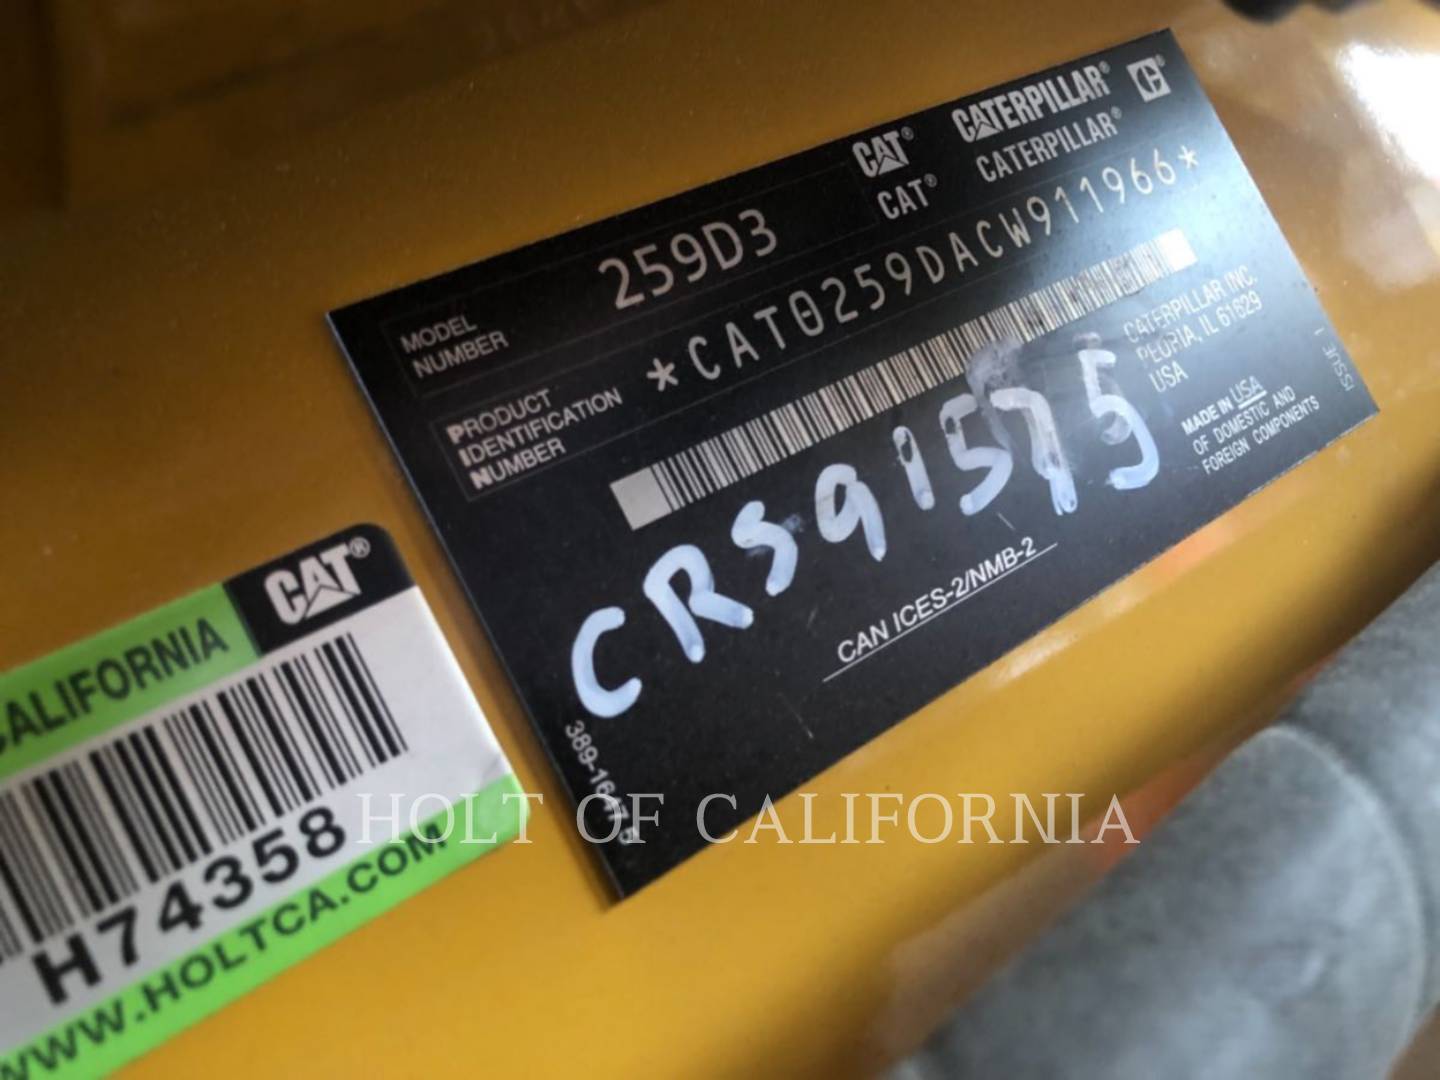 CAT® CATERPILLAR®
CAT® CATERPILLAR®
MODEL NUMBER 259D3
PRODUCT IDENTIFICATION NUMBER *CAT0259DACW911966*
CATERPILLAR INC.
PEORIA, IL 61629
USA
MADE IN USA
OF DOMESTIC AND
FOREIGN COMPONENTS
ISSUE 1
CRS91575
CAN ICES-2/NMB-2
CALIFORNIA CAT®
H74358
WWW.HOLTCA.COM
HOLT OF CALIFORNIA